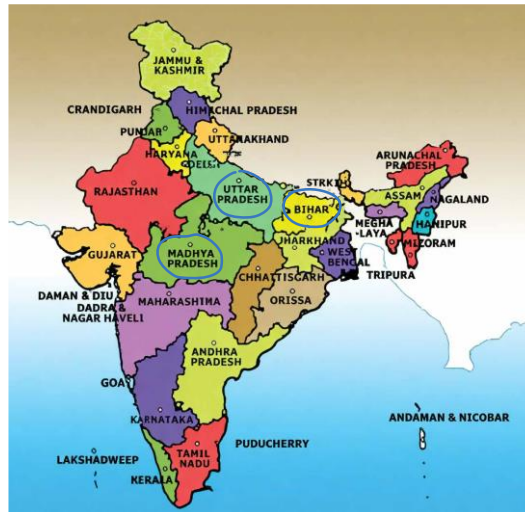 JAMMU &
KASHMIR
CRANDIGARH
HIMACHAL PRADESH
PUNJAR
UTTARAKHAND
HARYANA
ARUNACHAL
PRADESH
RAJASTHAN
UTTAR
PRADESH
STRKIDO
BIHAR
ASSAM
NAGALAND
MEGHA
LAYA
MANIPUR
GUJARAT
MADHYA
PRADESH
JHARKHAND
WEST
BENGAL
MIZORAM
TRIPURA
CHHATTISGARH
DAMAN & DIU
DADRA &
NAGAR HAVELI
MAHARASHIMA
ORISSA
ANDHRA
PRADESH
GOA
KARNATAKA
ANDAMAN & NICOBAR
PUDUCHERRY
LAKSHADWEEP
TAMIL
NADU
KERALA